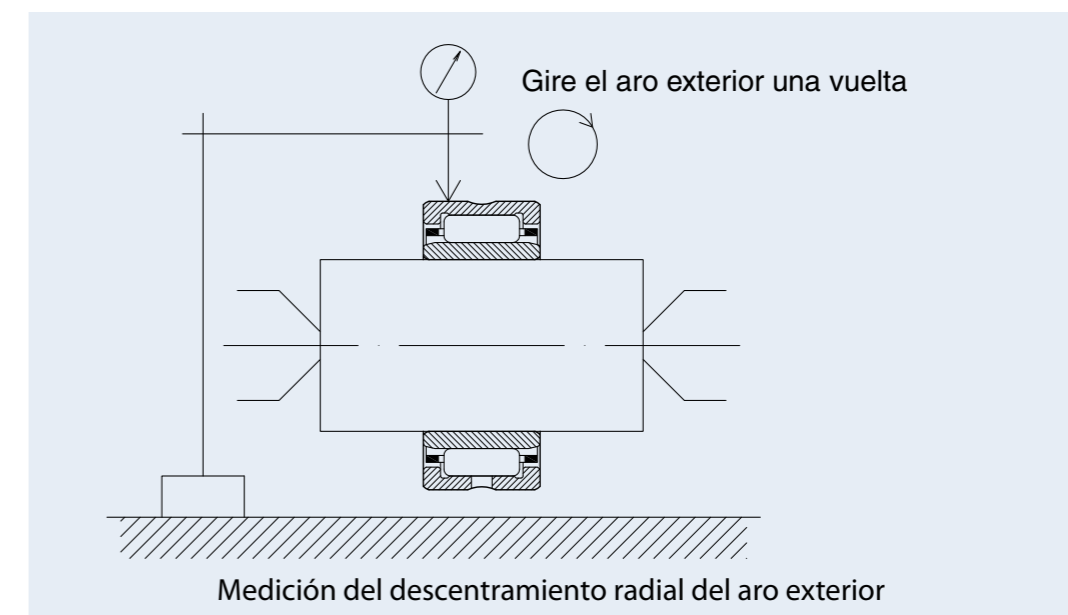 Gire el aro exterior una vuelta
Medición del descentramiento radial del aro exterior